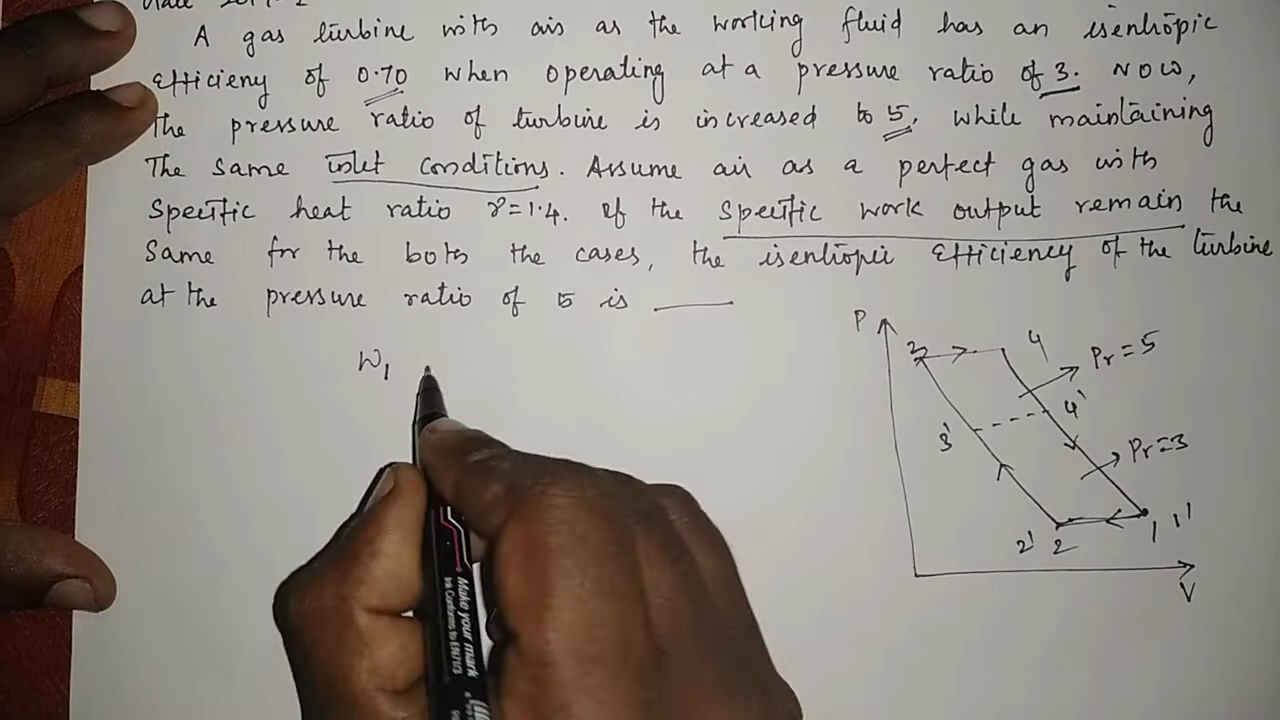 A gas turbine with air as the working fluid has an isentropic
Efficieny of 0.70 when operating at a pressure ratio of 3. NOW,
The pressure ratio of turbine is increased to 5, while maintaining
The same inlet conditions. Assume air as a perfect gas with
Specific heat ratio γ=1.4. If the specific work output remain the
Same for the both the cases, the isentropic Efficiency of the turbine
at the pressure ratio of 5 is ____
P
3
4
Pr = 5
4'
3'
Pr=3
2' 2
1 1'
V
W1
Make your mark